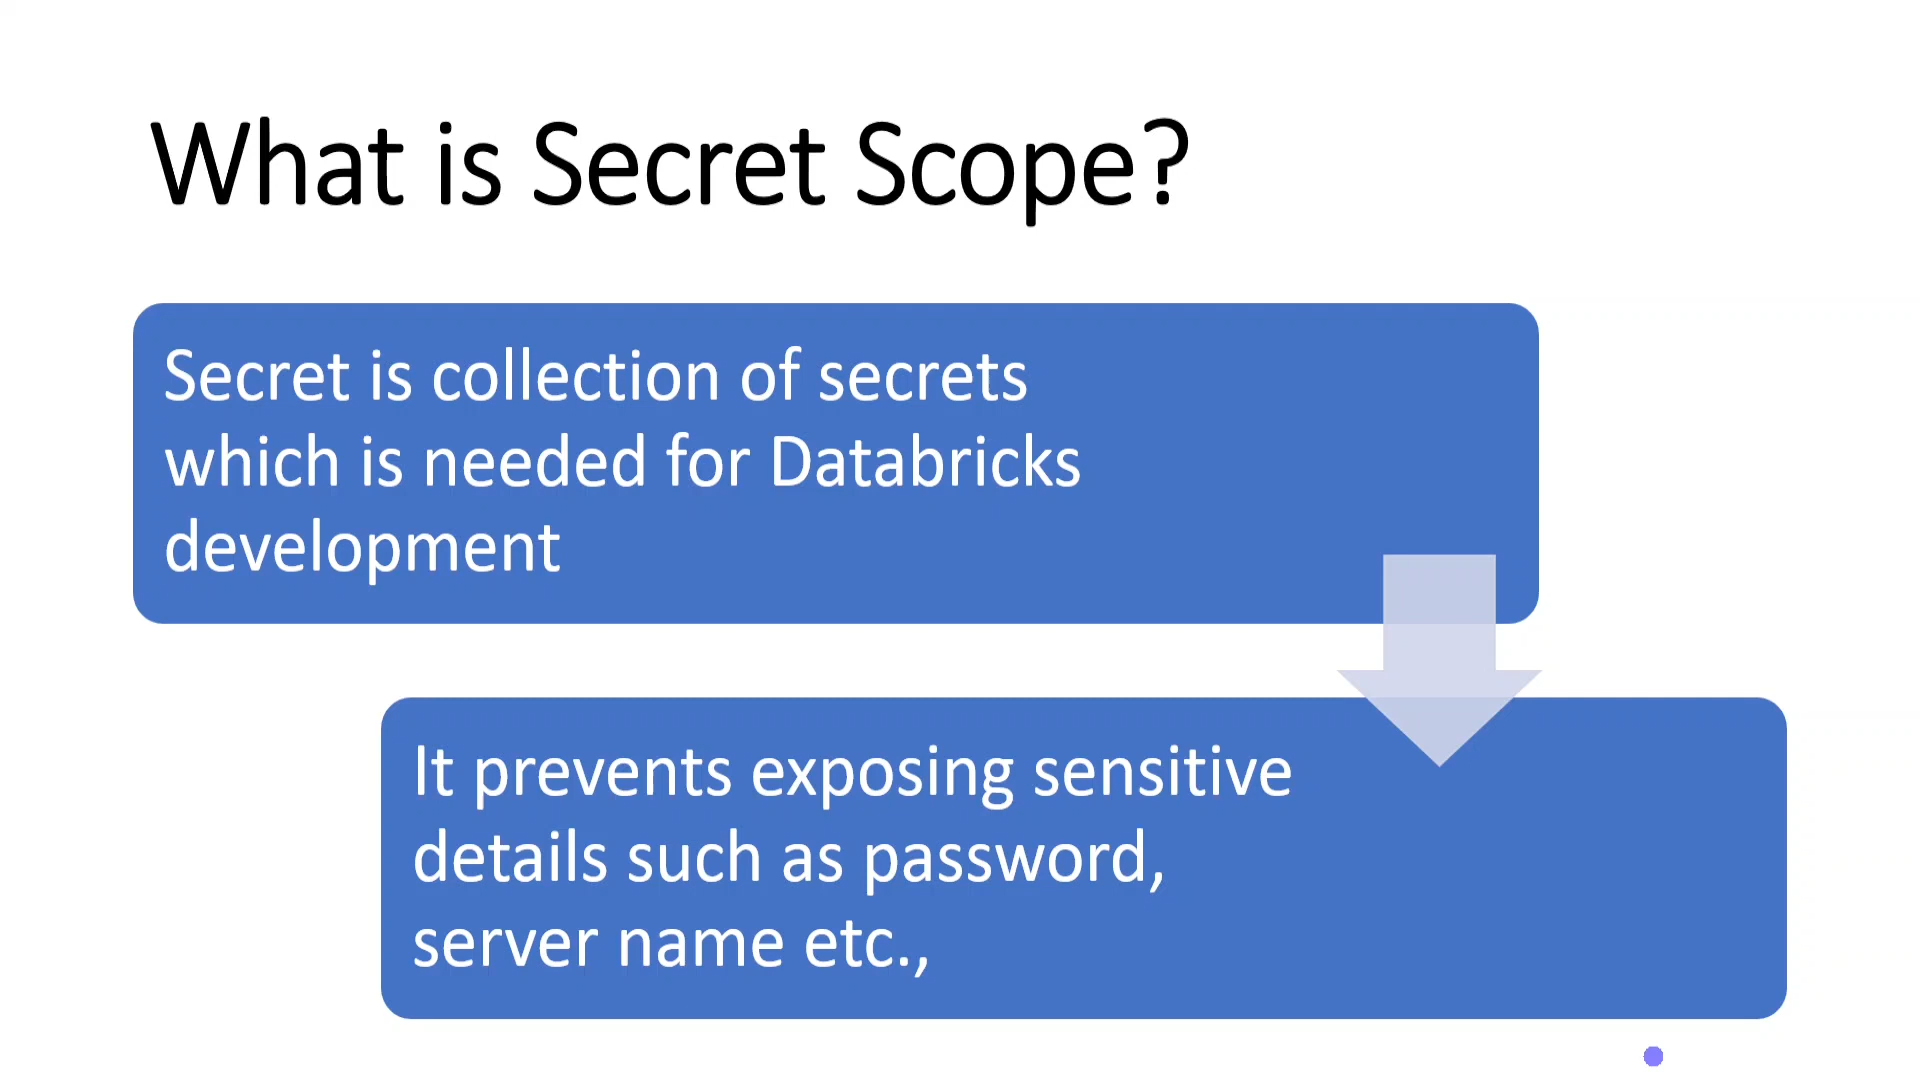 What is Secret Scope?
Secret is collection of secrets
which is needed for Databricks
development
It prevents exposing sensitive
details such as password,
server name etc.,